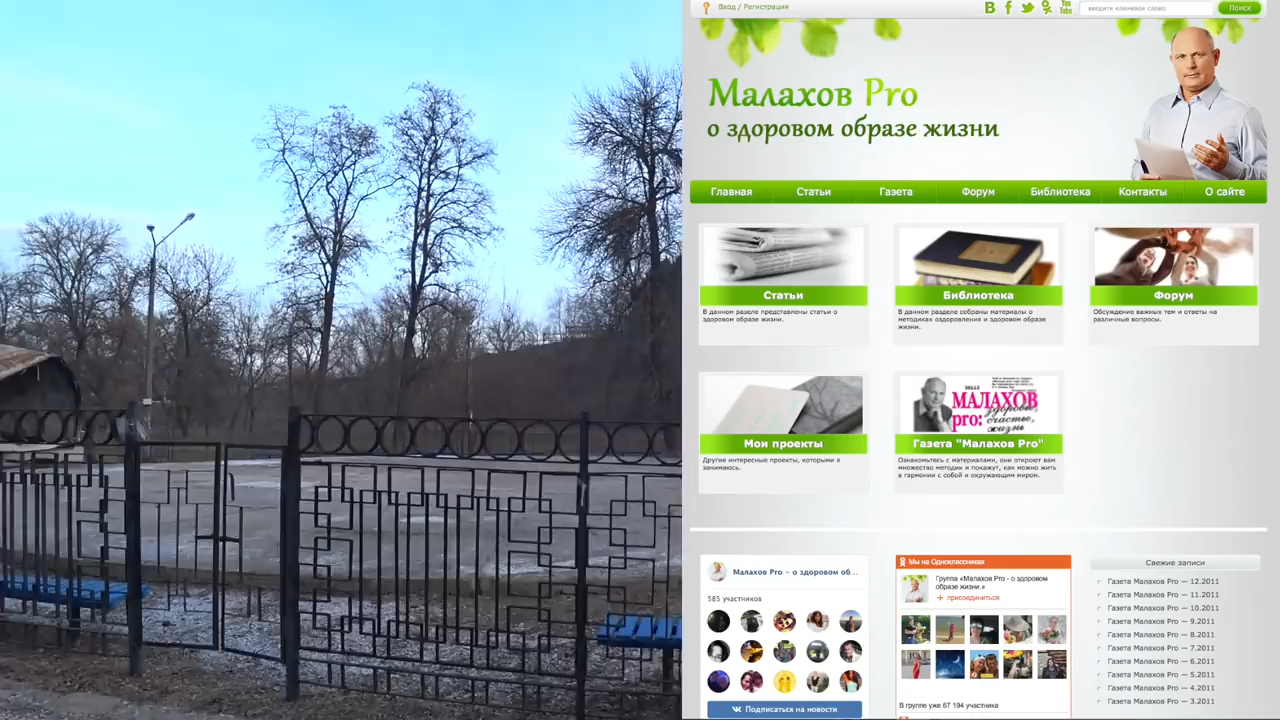 Вход / Регистрация
В
You
Tube
введите ключевое слово
Поиск
Малахов Pro
о здоровом образе жизни
Главная
Статьи
Газета
Форум
Библиотека
Контакты
О сайте
Статьи
В данном разеле представлены статьи о
здоровом образе жизни.
Библиотека
В данном разделе собраны материалы о
методиках оздоровления и здоровом образе
жизни.
Форум
Обсуждение важных тем и ответы на
различные вопросы.
Мои проекты
Другие интересные проекты, которыми я
занимаюсь.
МАЛАХОВ
pro:
здоровье,
счастье,
жизнь
Газета "Малахов Pro"
Ознакомьтесь с материалами, они откроют вам
множество методик и покажут, как можно жить
в гармонии с собой и окружающим миром.
Малахов Pro – о здоровом об...
585 участников
Подписаться на новости
Мы на Одноклассниках
Группа «Малахов Pro - о здоровом
образе жизни.»
+ присоединиться
В группе уже 67 194 участника
Свежие записи
Газета Малахов Pro — 12.2011
Газета Малахов Pro — 11.2011
Газета Малахов Pro — 10.2011
Газета Малахов Pro — 9.2011
Газета Малахов Pro — 8.2011
Газета Малахов Pro — 7.2011
Газета Малахов Pro — 6.2011
Газета Малахов Pro — 5.2011
Газета Малахов Pro — 4.2011
Газета Малахов Pro — 3.2011